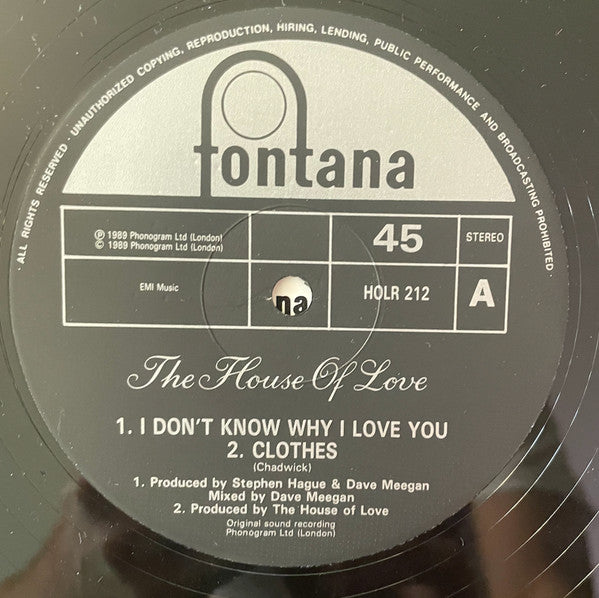 · ALL RIGHTS RESERVED · UNAUTHORIZED COPYING, REPRODUCTION, HIRING, LENDING, PUBLIC PERFORMANCE AND BROADCASTING PROHIBITED ·
fontana
℗ 1989 Phonogram Ltd (London)
© 1989 Phonogram Ltd (London)
45
STEREO
EMI Music
na
HOLR 212
A
The House Of Love
1. I DON'T KNOW WHY I LOVE YOU
2. CLOTHES
(Chadwick)
1. Produced by Stephen Hague & Dave Meegan
Mixed by Dave Meegan
2. Produced by The House of Love
Original sound recording
Phonogram Ltd (London)